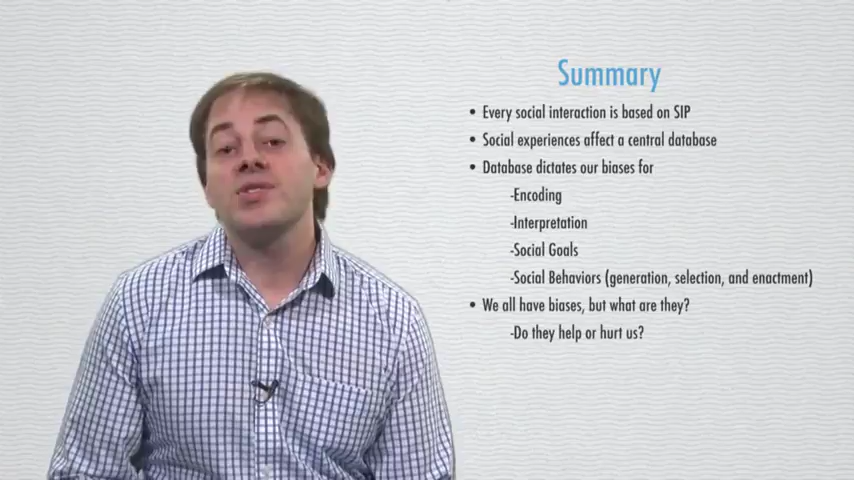 Summary
• Every social interaction is based on SIP
• Social experiences affect a central database
• Database dictates our biases for
-Encoding
-Interpretation
-Social Goals
-Social Behaviors (generation, selection, and enactment)
• We all have biases, but what are they?
-Do they help or hurt us?